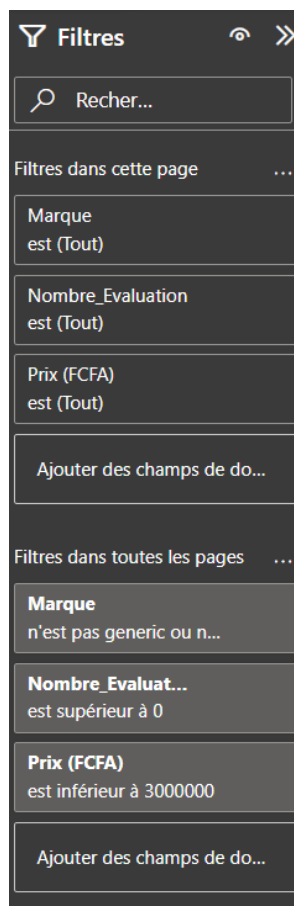 Filtres
Recher...
Filtres dans cette page ...
Marque
est (Tout)
Nombre_Evaluation
est (Tout)
Prix (FCFA)
est (Tout)
Ajouter des champs de do...
Filtres dans toutes les pages ...
Marque
n'est pas generic ou n...
Nombre_Evaluat...
est supérieur à 0
Prix (FCFA)
est inférieur à 3000000
Ajouter des champs de do...